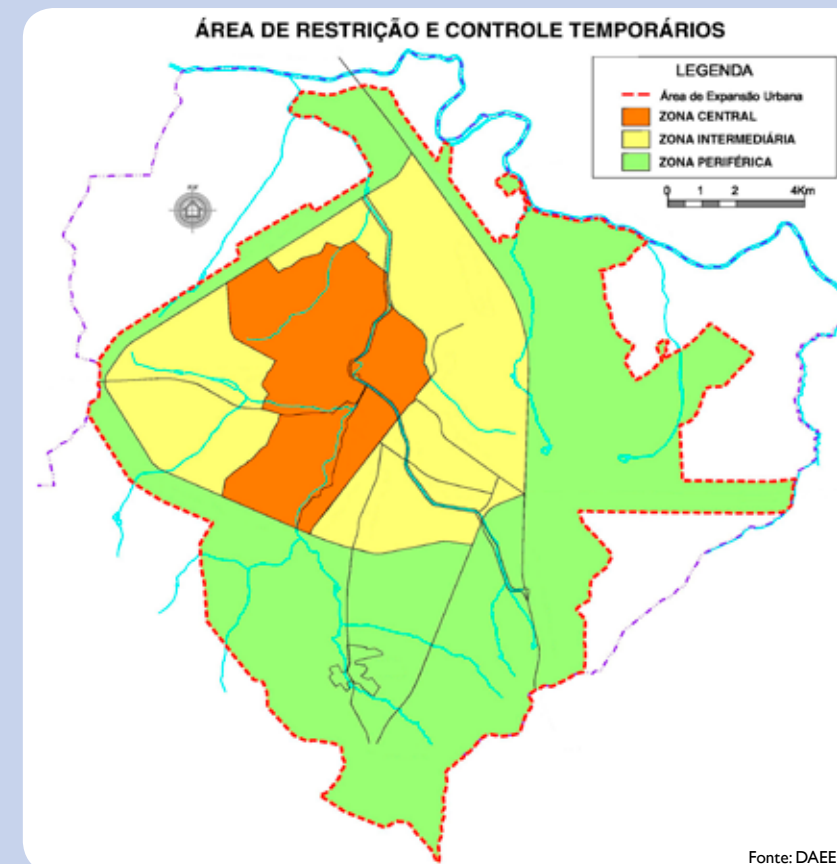 ÁREA DE RESTRIÇÃO E CONTROLE TEMPORÁRIOS
LEGENDA
Área de Expansão Urbana
ZONA CENTRAL
ZONA INTERMEDIÁRIA
ZONA PERIFÉRICA
0 1 2 4Km
Fonte: DAEE